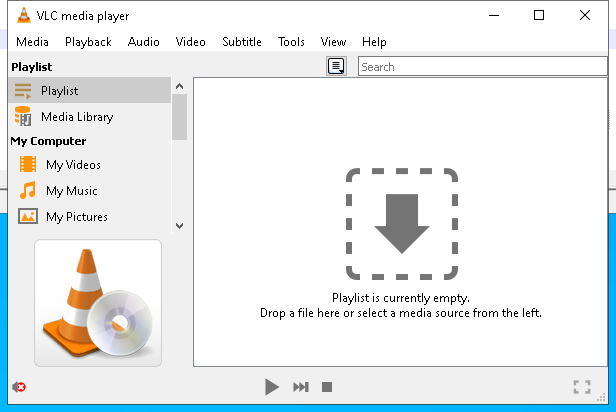 VLC media player
Media Playback Audio Video Subtitle Tools View Help
Playlist
Search
Playlist
Media Library
My Computer
My Videos
My Music
My Pictures
Playlist is currently empty.
Drop a file here or select a media source from the left.